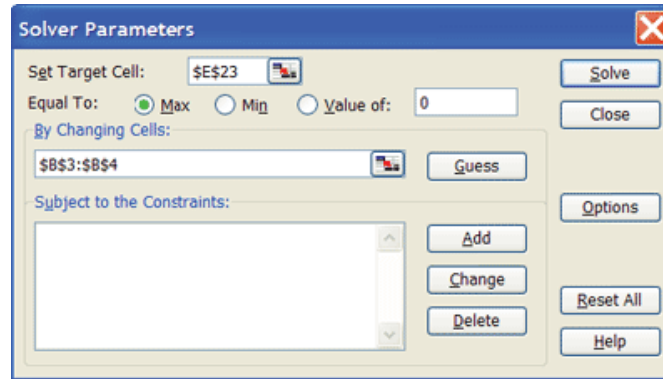 Solver Parameters
Set Target Cell: $E$23 Solve
Equal To: Max Min Value of: 0 Close
By Changing Cells:
$B$3:$B$4 Guess
Subject to the Constraints: Options
Add
Change
Reset All
Delete
Help